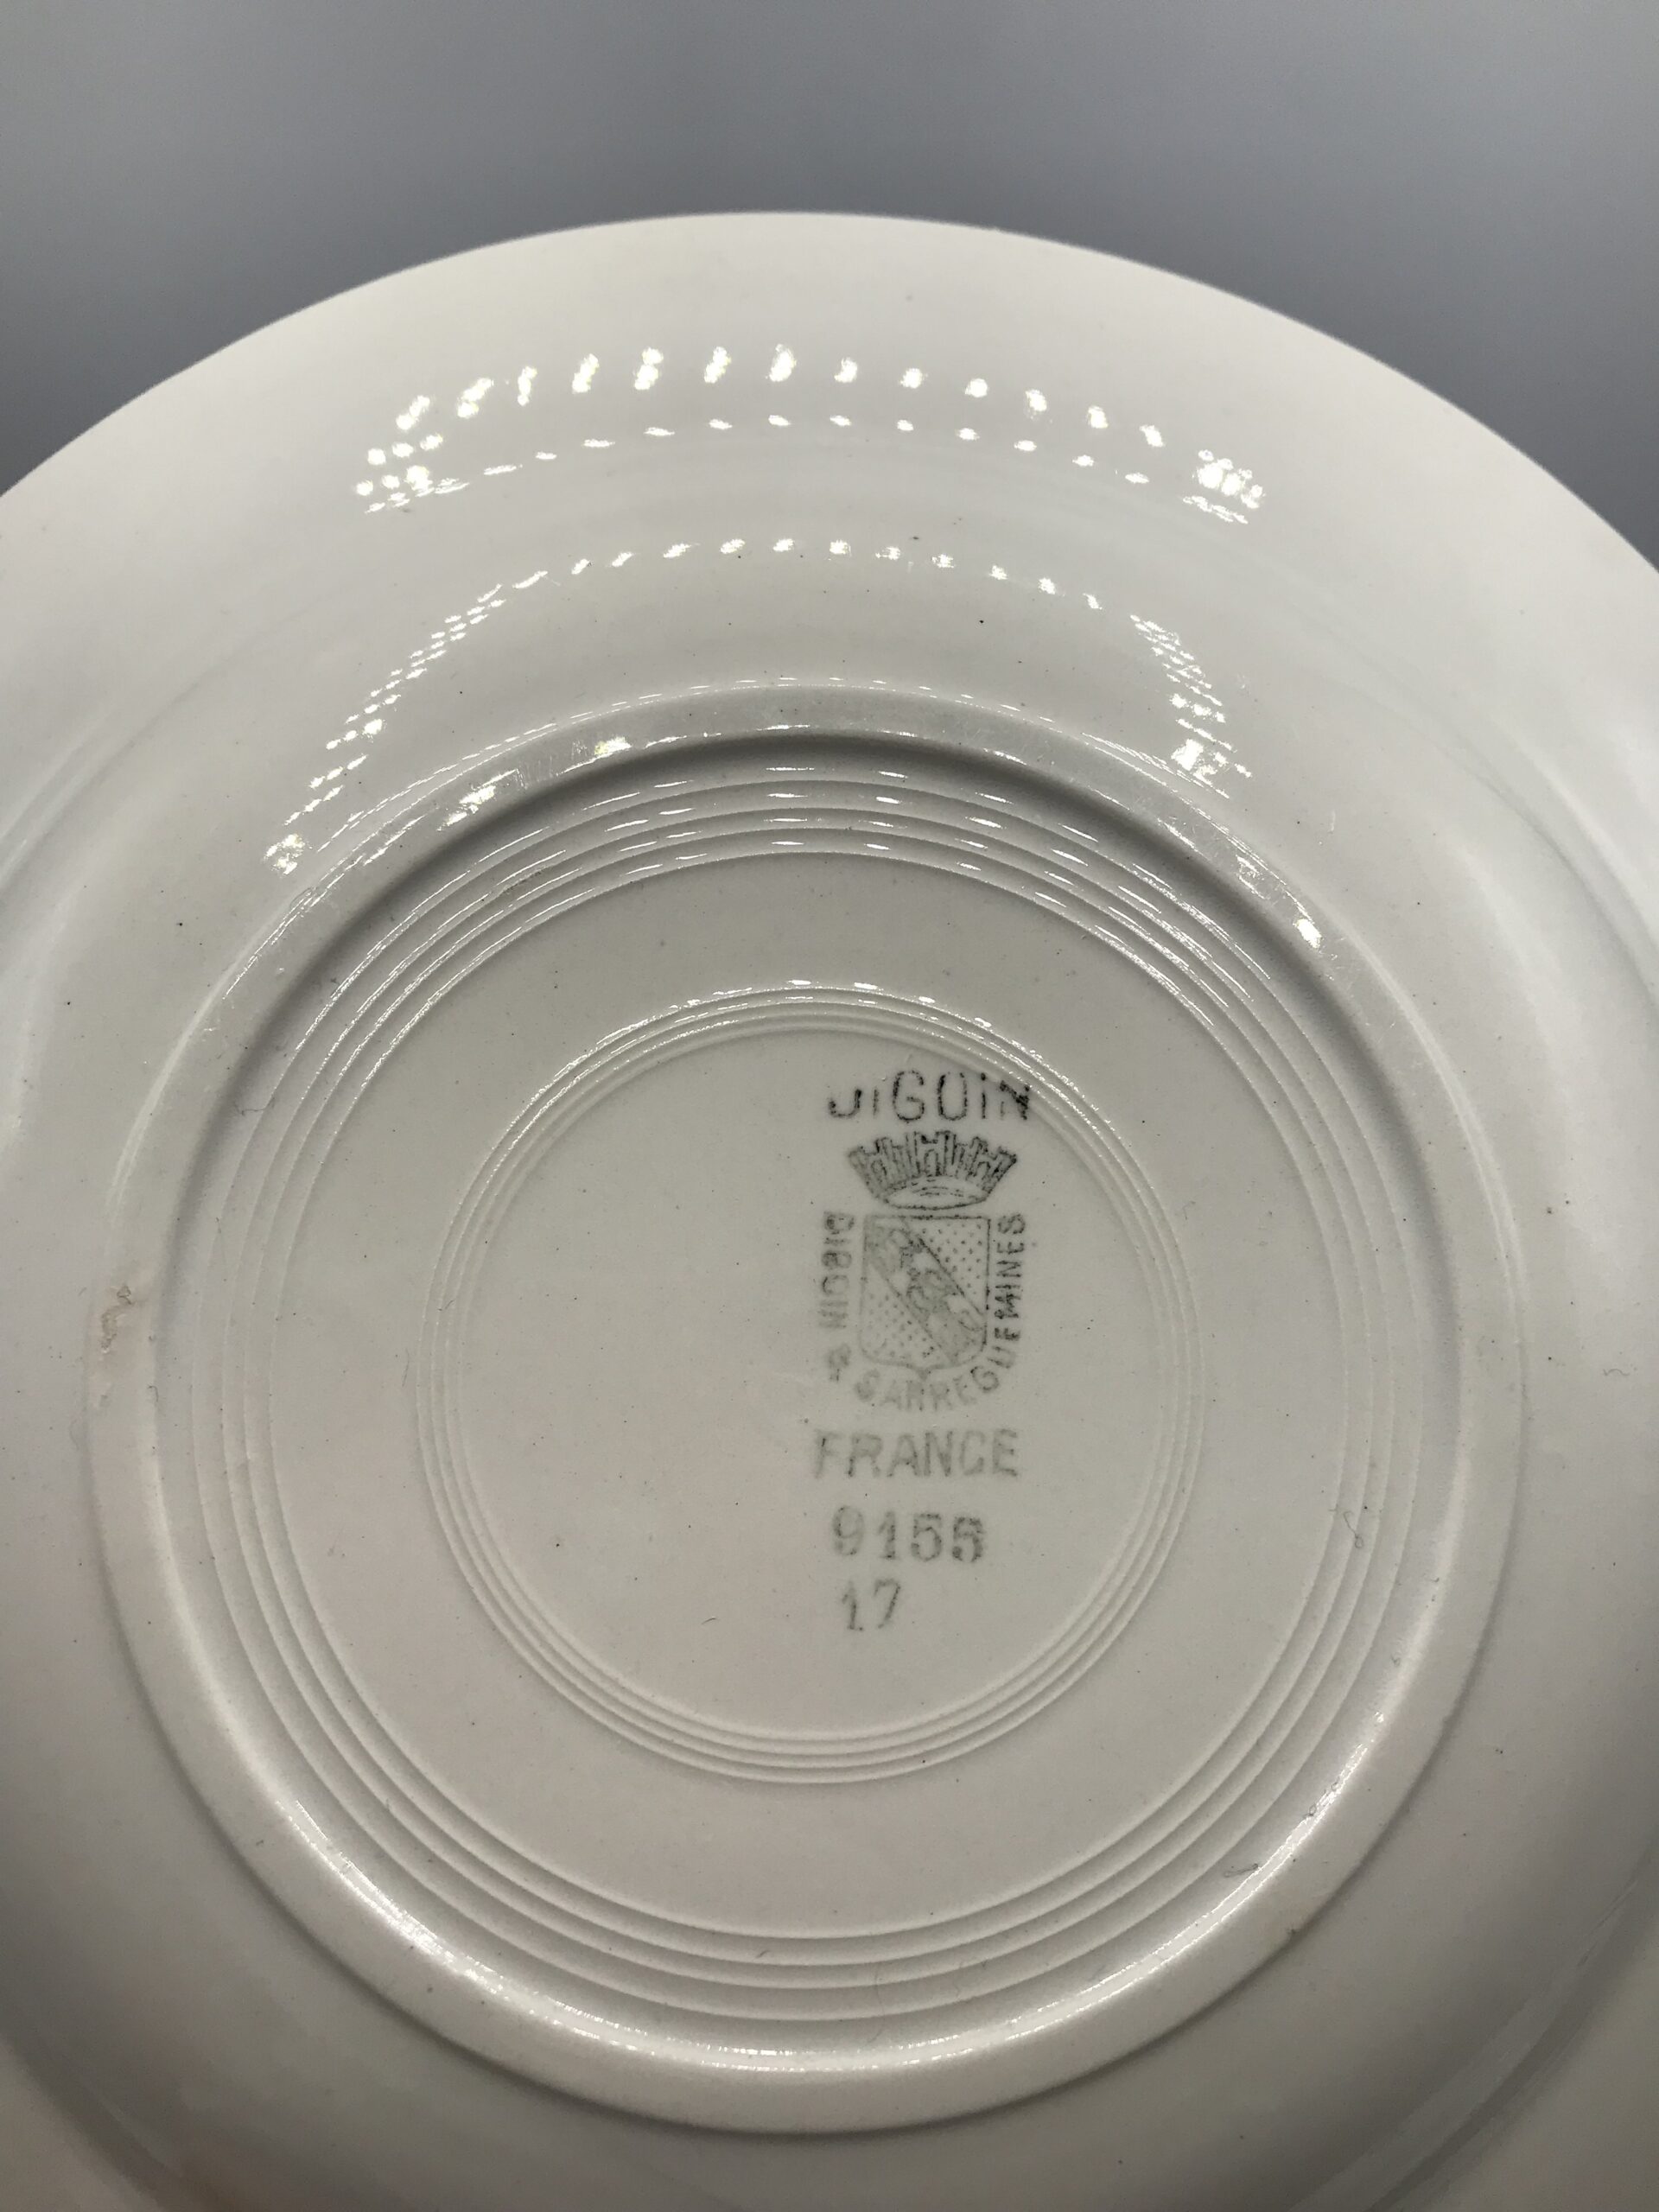 DIGOIN
DIGOIN & SARREGUEMINES
FRANCE
9155
17